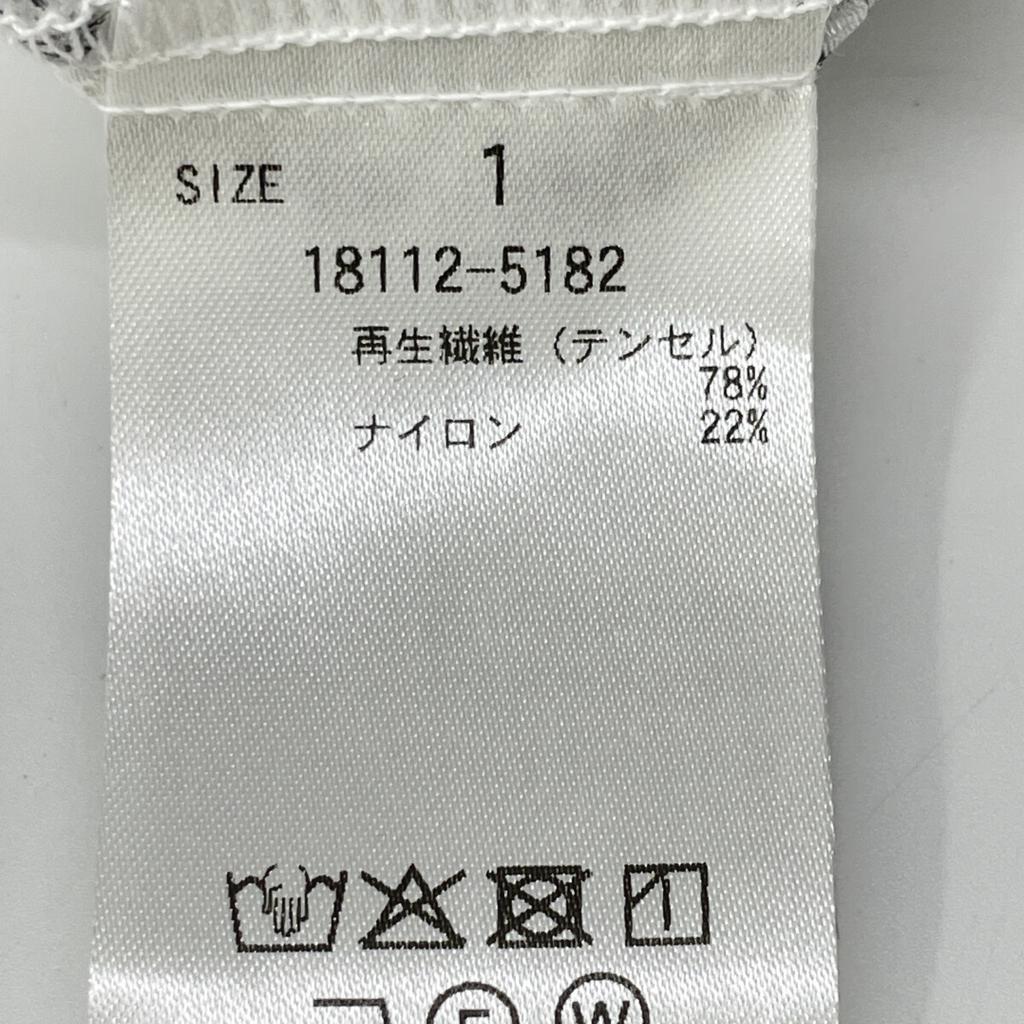 SIZE 1
18112-5182
再生繊維（テンセル）
78%
ナイロン 22%
W